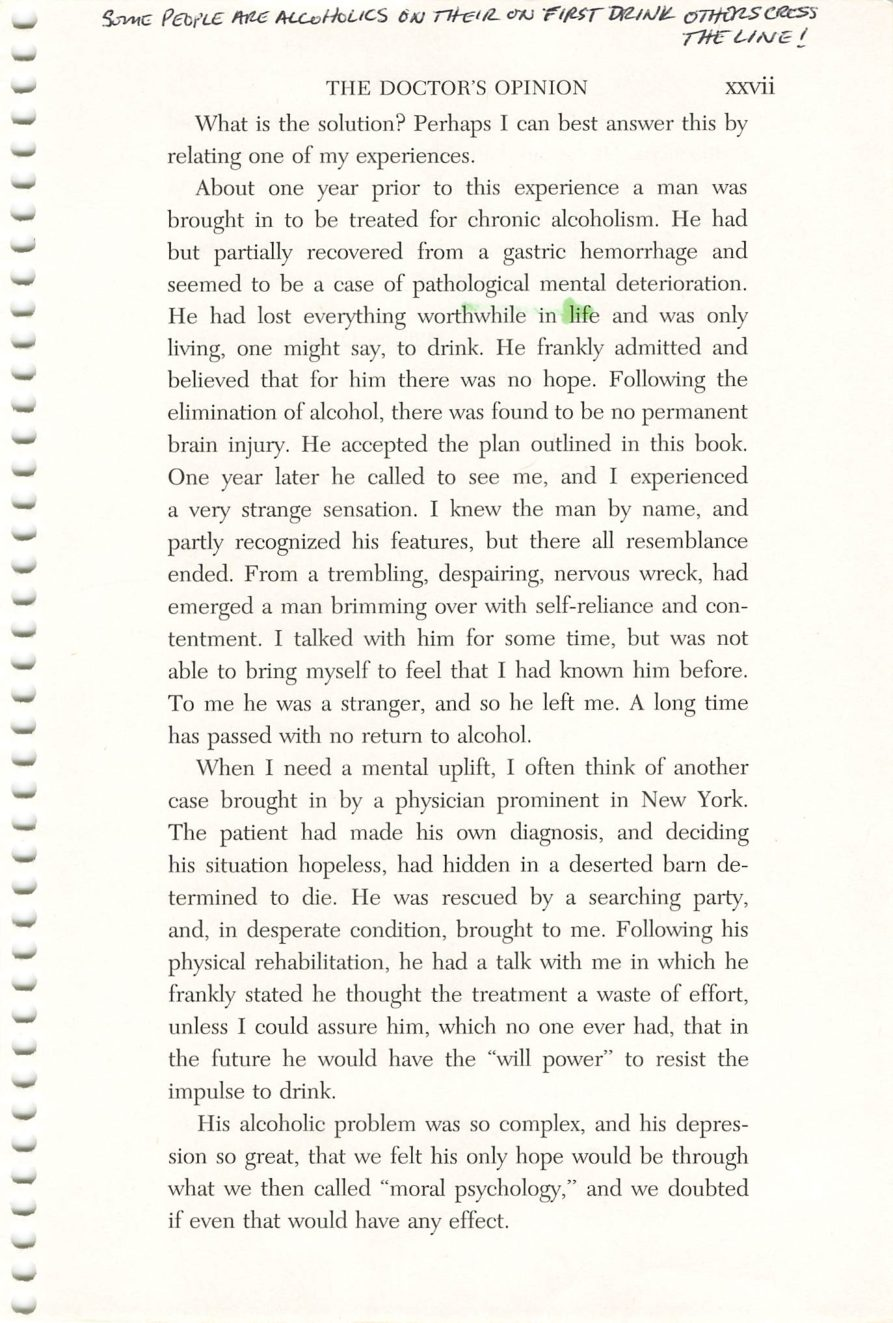 SOME PEOPLE ARE ALCOHOLICS ON THEIR ON FIRST DRINK OTHERS CRESS
THE LINE!
THE DOCTOR'S OPINION xxvii
What is the solution? Perhaps I can best answer this by
relating one of my experiences.
About one year prior to this experience a man was
brought in to be treated for chronic alcoholism. He had
but partially recovered from a gastric hemorrhage and
seemed to be a case of pathological mental deterioration.
He had lost everything worthwhile in life and was only
living, one might say, to drink. He frankly admitted and
believed that for him there was no hope. Following the
elimination of alcohol, there was found to be no permanent
brain injury. He accepted the plan outlined in this book.
One year later he called to see me, and I experienced
a very strange sensation. I knew the man by name, and
partly recognized his features, but there all resemblance
ended. From a trembling, despairing, nervous wreck, had
emerged a man brimming over with self-reliance and con-
tentment. I talked with him for some time, but was not
able to bring myself to feel that I had known him before.
To me he was a stranger, and so he left me. A long time
has passed with no return to alcohol.
When I need a mental uplift, I often think of another
case brought in by a physician prominent in New York.
The patient had made his own diagnosis, and deciding
his situation hopeless, had hidden in a deserted barn de-
termined to die. He was rescued by a searching party,
and, in desperate condition, brought to me. Following his
physical rehabilitation, he had a talk with me in which he
frankly stated he thought the treatment a waste of effort,
unless I could assure him, which no one ever had, that in
the future he would have the “will power” to resist the
impulse to drink.
His alcoholic problem was so complex, and his depres-
sion so great, that we felt his only hope would be through
what we then called “moral psychology,” and we doubted
if even that would have any effect.